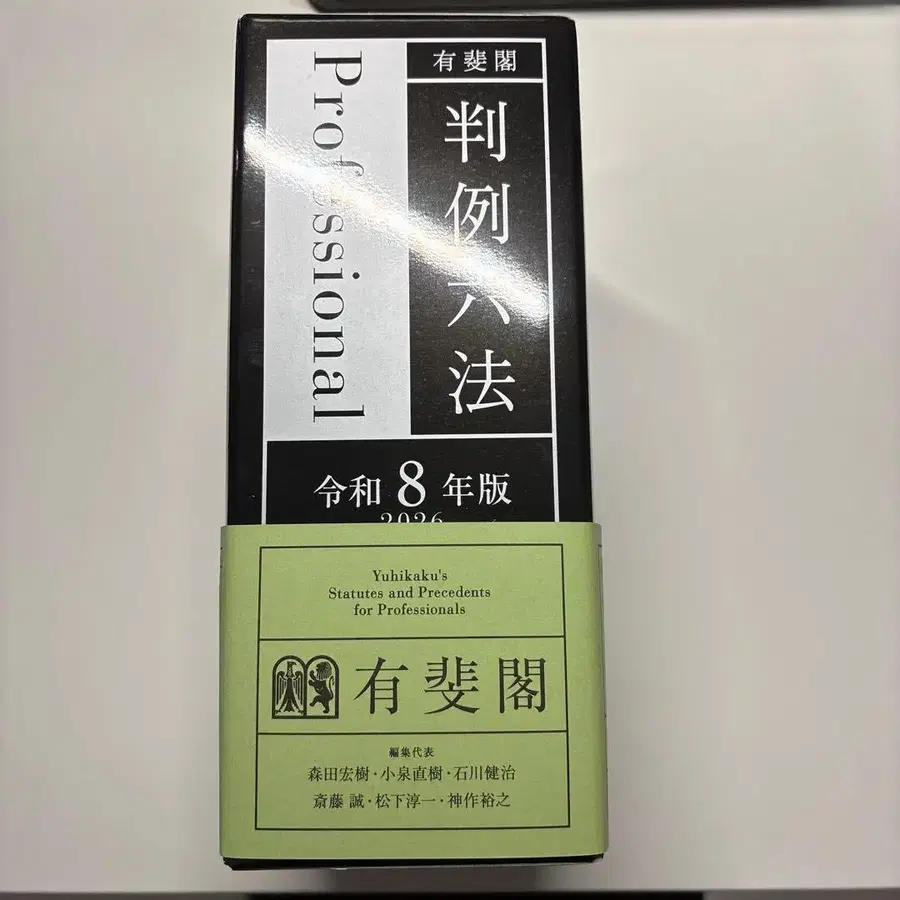 有斐閣
判例六法
Professional
令和8年版
2026
Yuhikaku's
Statutes and Precedents
for Professionals
有斐閣
編集代表
森田宏樹・小泉直樹・石川健治
斎藤 誠・松下淳一・神作裕之